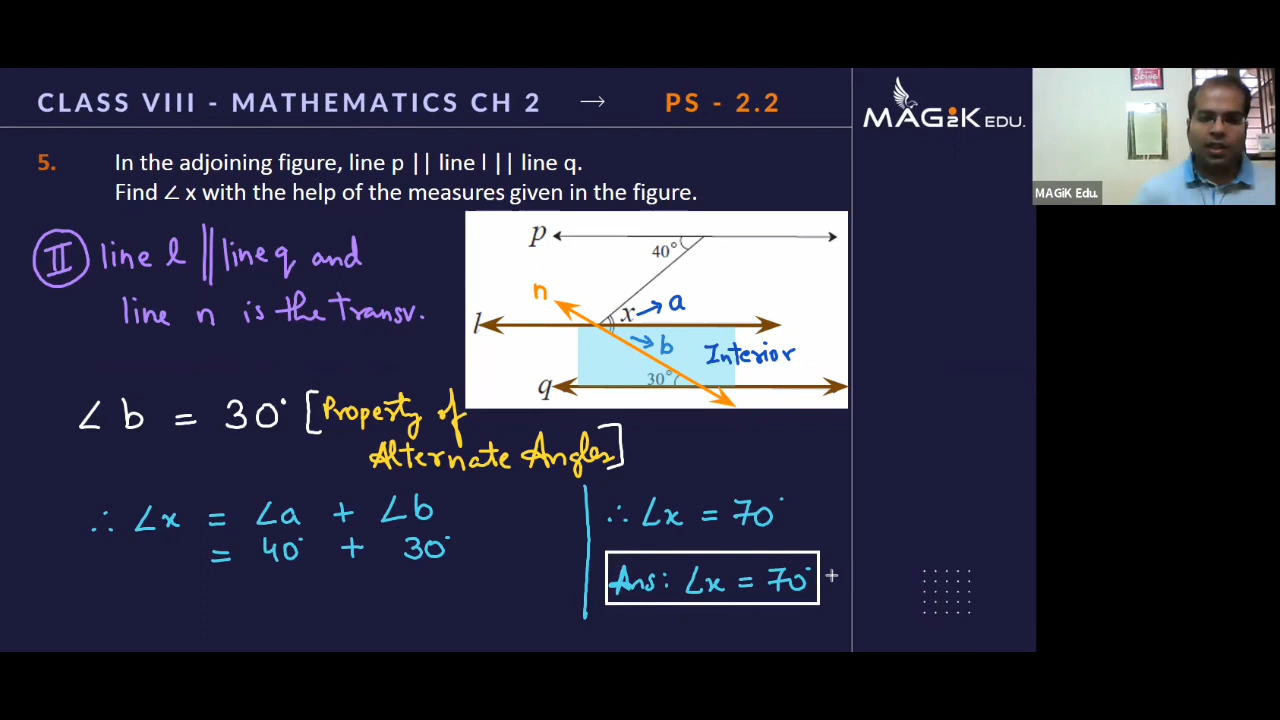 CLASS VIII - MATHEMATICS CH 2 → PS - 2.2
MAGiK EDU.
MAGiK Edu.
5. In the adjoining figure, line p || line l || line q.
Find ∠ x with the help of the measures given in the figure.
II line l || line q and
line n is the Transv.
p
40°
n
x → a
l
→ b
Interior
q
30°
∠ b = 30° [Property of
Alternate Angles]
∴ ∠x = ∠a + ∠b
= 40° + 30°
∴ ∠x = 70°
Ans: ∠x = 70°